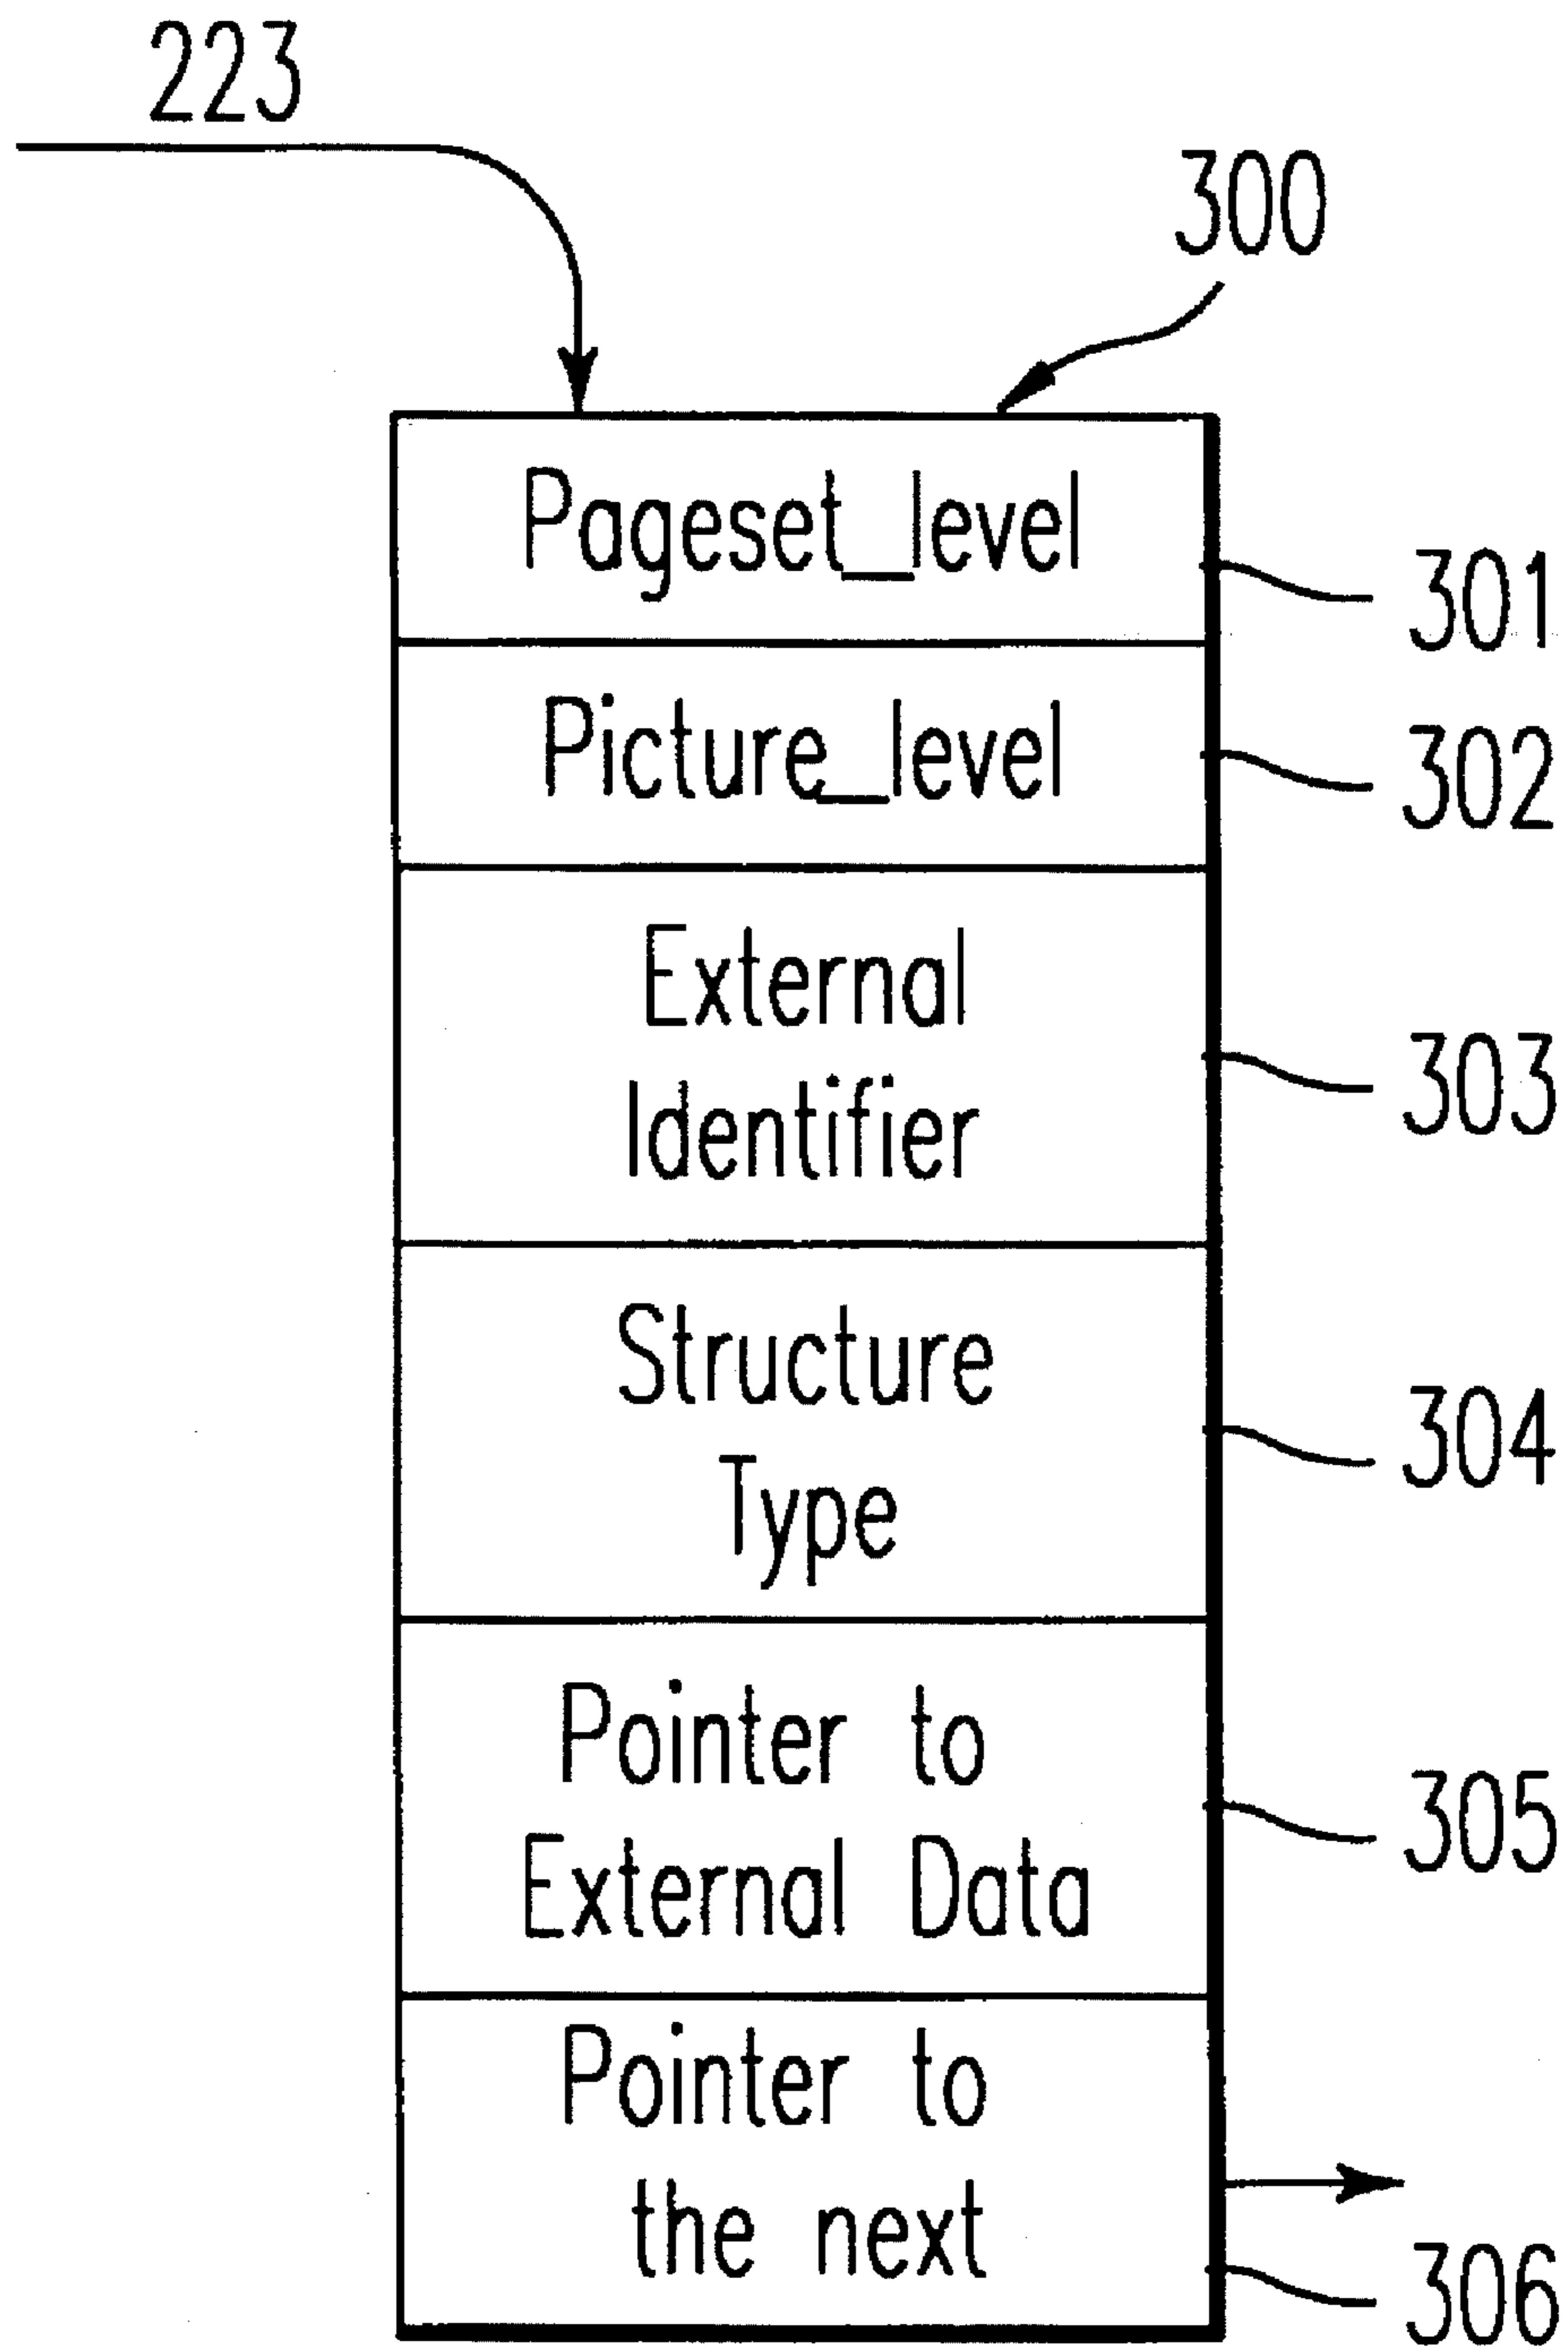 223
300
Pageset_level
301
Picture_level
302
External
Identifier
303
Structure
Type
304
Pointer to
External Data
305
Pointer to
the next
306